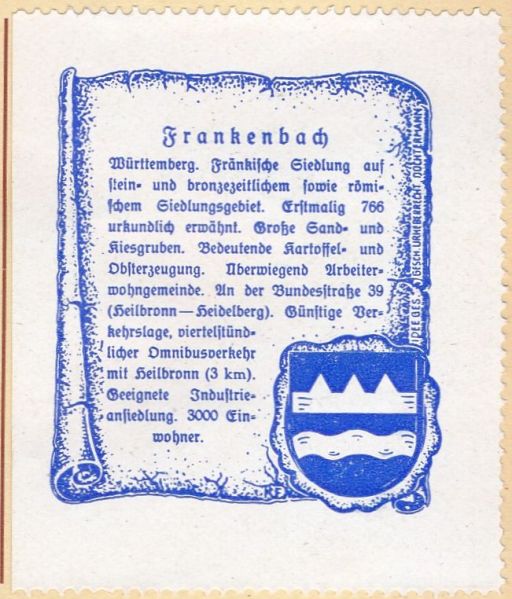 Frankenbach
Württemberg. Fränkische Siedlung auf
stein- und bronzezeitlichem sowie römi-
schem Siedlungsgebiet. Erstmalig 766
urkundlich erwähnt. Große Sand- und
Kiesgruben. Bedeutende Kartoffel- und
Obsterzeugung. Überwiegend Arbeiter-
wohngemeinde. An der Bundesstraße 39
(Heilbronn—Heidelberg). Günstige Ver-
kehrslage, viertelstünd-
licher Omnibusverkehr
mit Heilbronn (3 km).
Geeignete Industrie-
ansiedlung. 3000 Ein-
wohner.